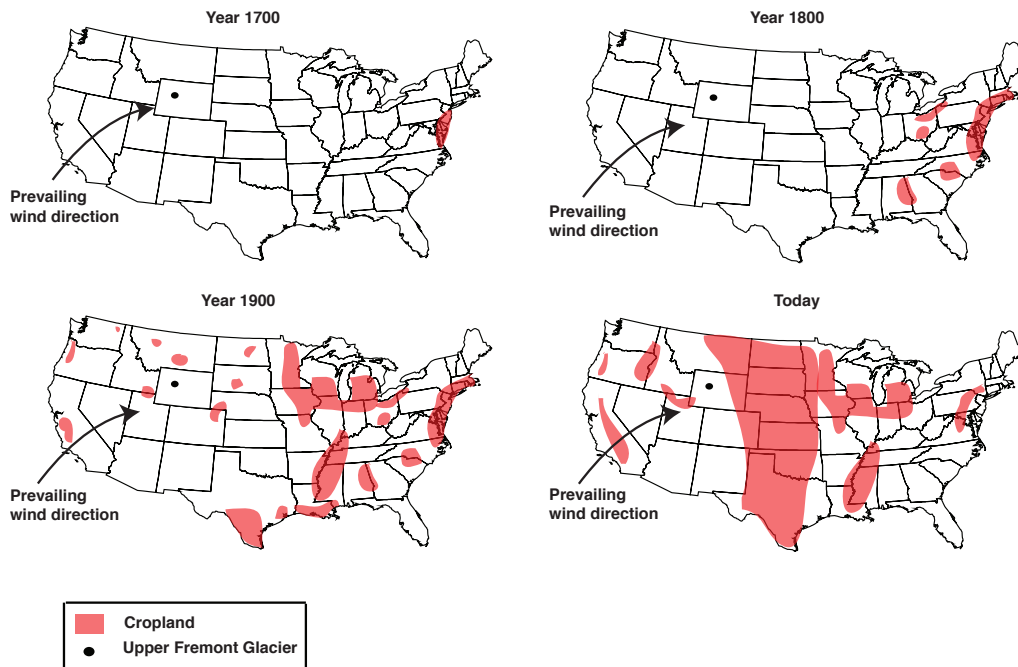 Year 1700
Prevailing
wind direction
Year 1800
Prevailing
wind direction
Year 1900
Prevailing
wind direction
Today
Prevailing
wind direction
Cropland
Upper Fremont Glacier